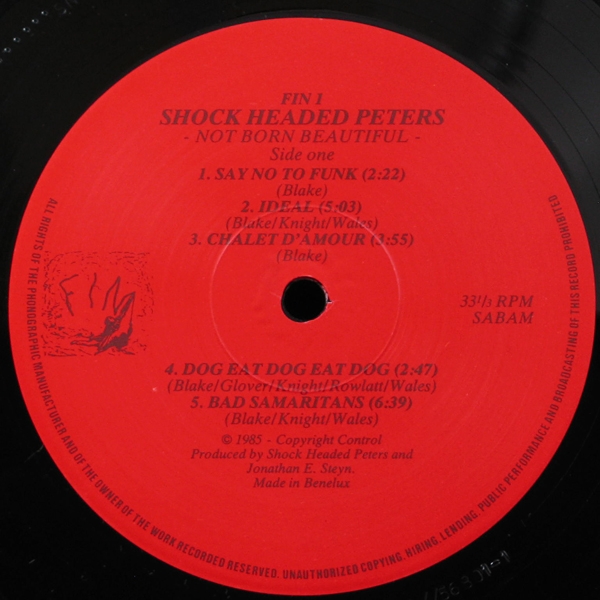 FIN 1
SHOCK HEADED PETERS
- NOT BORN BEAUTIFUL -
Side one
1. SAY NO TO FUNK (2:22)
(Blake)
2. IDEAL (5:03)
(Blake/Knight/Wales)
3. CHALET D'AMOUR (3:55)
(Blake)
33 1/3 RPM
SABAM
4. DOG EAT DOG EAT DOG (2:47)
(Blake/Glover/Knight/Rowlatt/Wales)
5. BAD SAMARITANS (6:39)
(Blake/Knight/Wales)
© 1985 - Copyright Control
Produced by Shock Headed Peters and
Jonathan E. Steyn.
Made in Benelux
ALL RIGHTS OF THE PHONOGRAPHIC MANUFACTURER AND OF THE OWNER OF THE WORK RECORDED RESERVED. UNAUTHORIZED COPYING, HIRING, LENDING, PUBLIC PERFORMANCE AND BROADCASTING OF THIS RECORD PROHIBITED